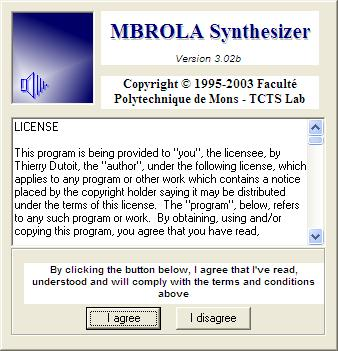 MBROLA Synthesizer
Version 3.02b
Copyright © 1995-2003 Faculté
Polytechnique de Mons - TCTS Lab
LICENSE
This program is being provided to "you", the licensee, by
Thierry Dutoit, the "author", under the following license, which
applies to any program or other work which contains a notice
placed by the copyright holder saying it may be distributed
under the terms of this license. The "program", below, refers
to any such program or work. By obtaining, using and/or
copying this program, you agree that you have read,
By clicking the button below, I agree that I've read,
understood and will comply with the terms and conditions
above
I agree
I disagree